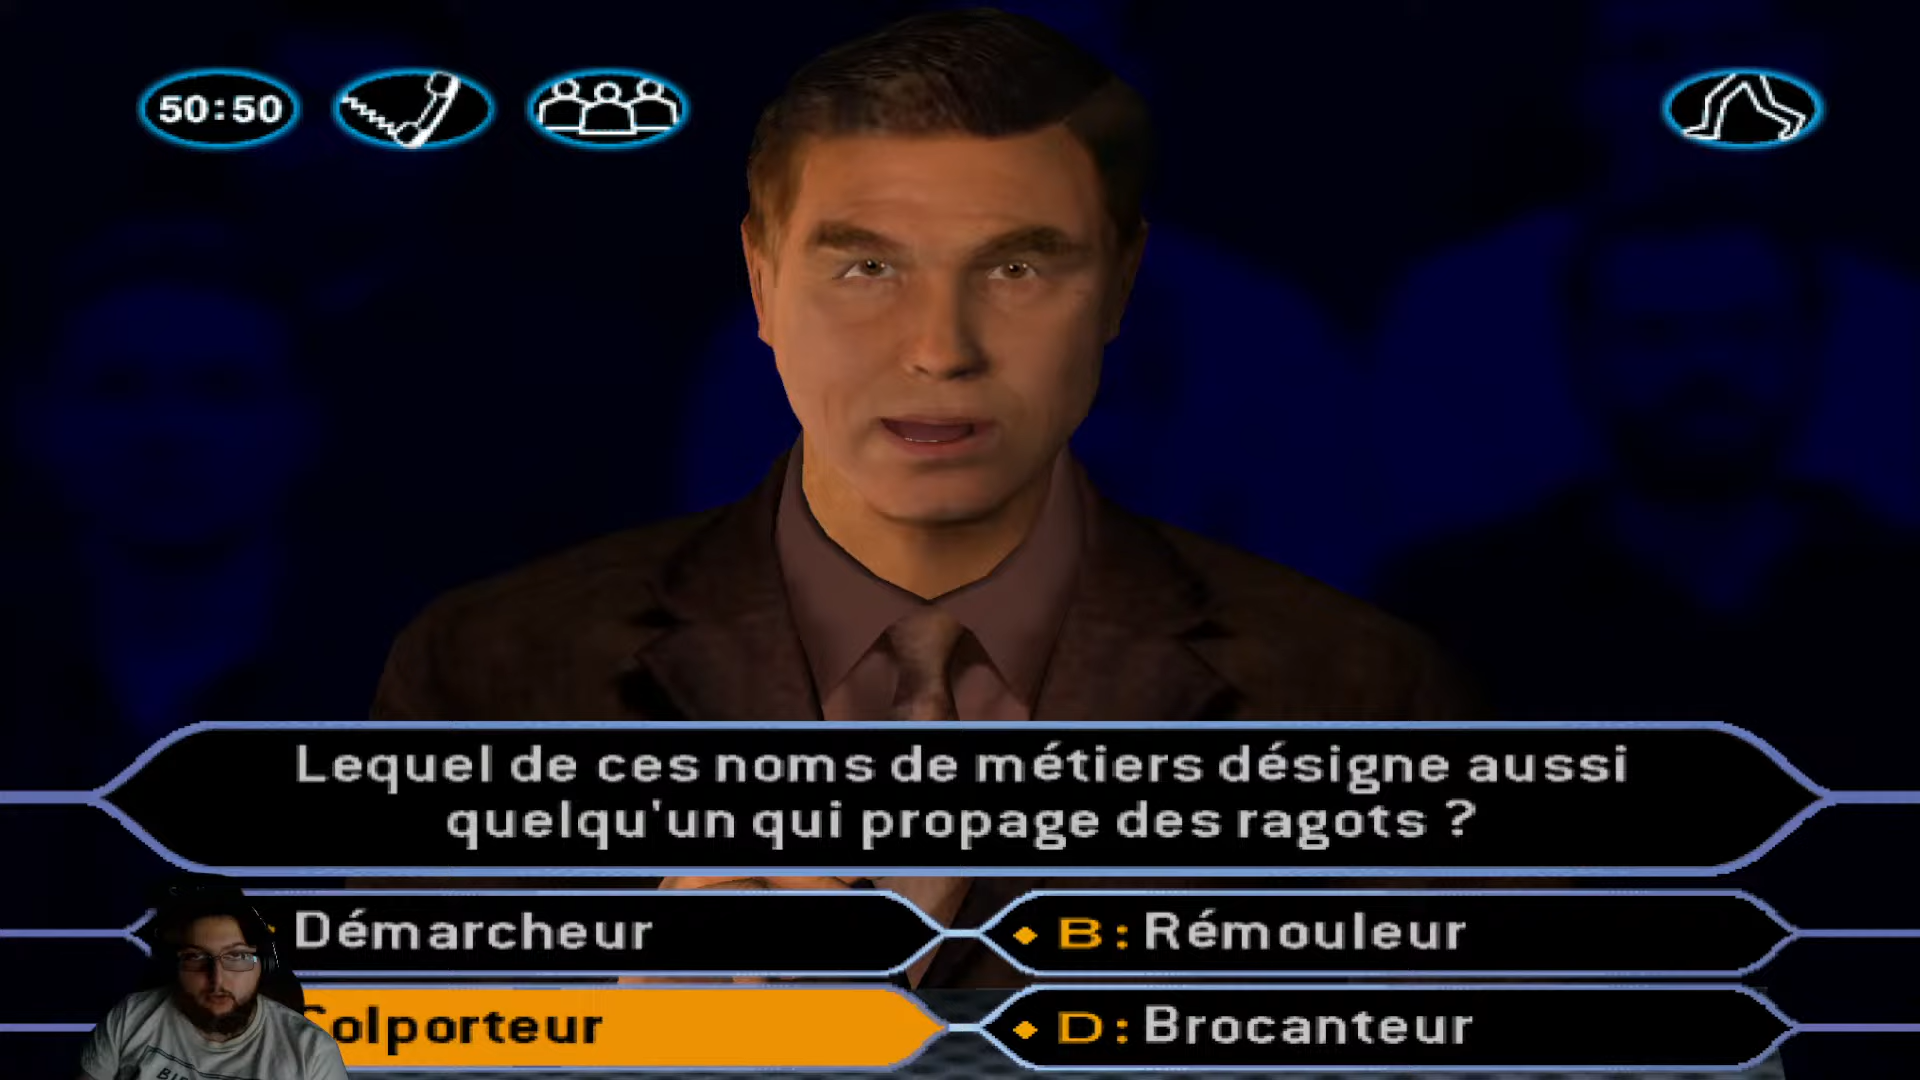 50:50
Lequel de ces noms de métiers désigne aussi
quelqu'un qui propage des ragots ?
Démarcheur
B: Rémouleur
Colporteur
D: Brocanteur